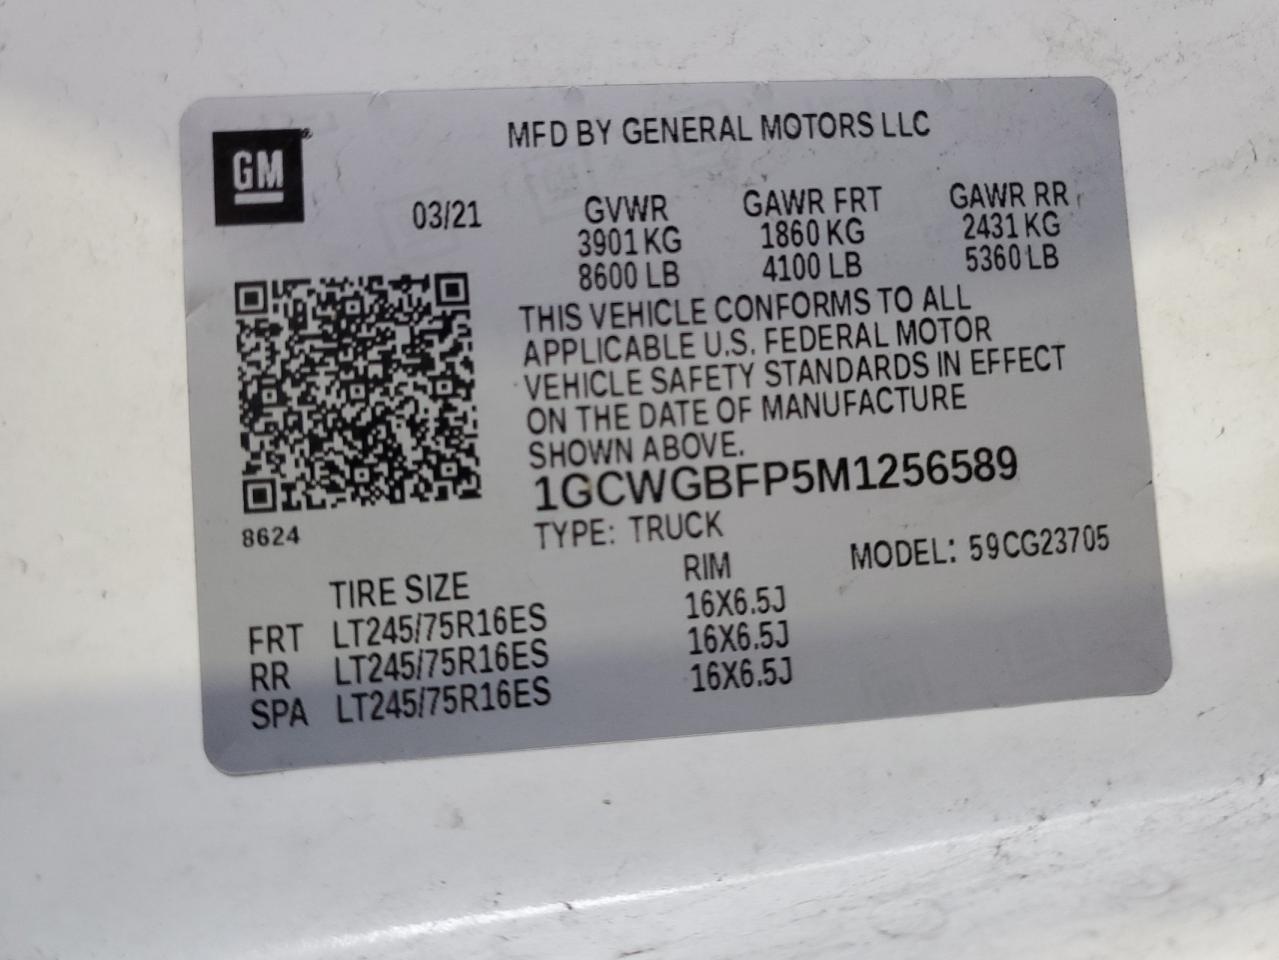 GM
MFD BY GENERAL MOTORS LLC
03/21 GVWR GAWR FRT GAWR RR
3901 KG 1860 KG 2431 KG
8600 LB 4100 LB 5360 LB
THIS VEHICLE CONFORMS TO ALL
APPLICABLE U.S. FEDERAL MOTOR
VEHICLE SAFETY STANDARDS IN EFFECT
ON THE DATE OF MANUFACTURE
SHOWN ABOVE.
1GCWGBFP5M1256589
8624
TYPE: TRUCK MODEL: 59CG23705
TIRE SIZE RIM
FRT LT245/75R16ES 16X6.5J
RR LT245/75R16ES 16X6.5J
SPA LT245/75R16ES 16X6.5J